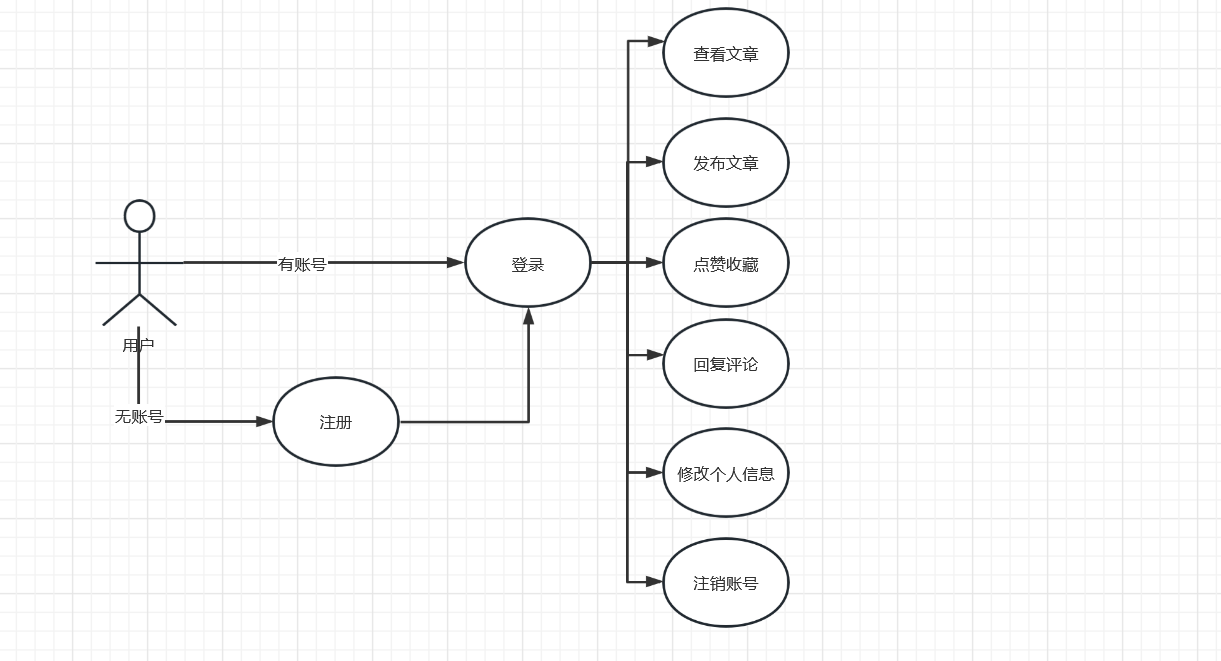 查看文章
发布文章
有账号
登录
点赞收藏
用户
回复评论
无账号
注册
修改个人信息
注销账号